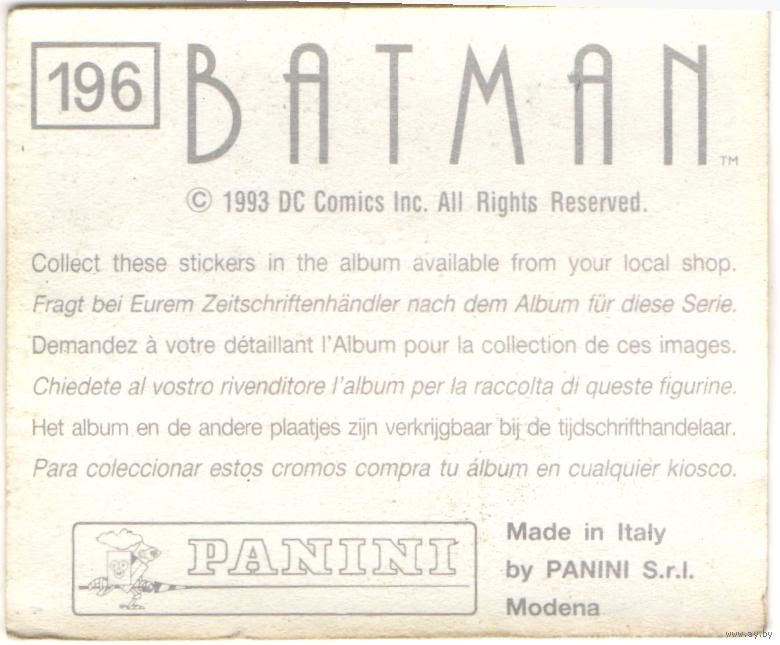 196
BATMAN™
© 1993 DC Comics Inc. All Rights Reserved.
Collect these stickers in the album available from your local shop.
Fragt bei Eurem Zeitschriftenhändler nach dem Album für diese Serie.
Demandez à votre détaillant l'Album pour la collection de ces images.
Chiedete al vostro rivenditore l'album per la raccolta di queste figurine.
Het album en de andere plaatjes zijn verkrijgbaar bij de tijdschrifthandelaar.
Para coleccionar estos cromos compra tu álbum en cualquier kiosco.
PANINI
Made in Italy
by PANINI S.r.l.
Modena
www.ay.by